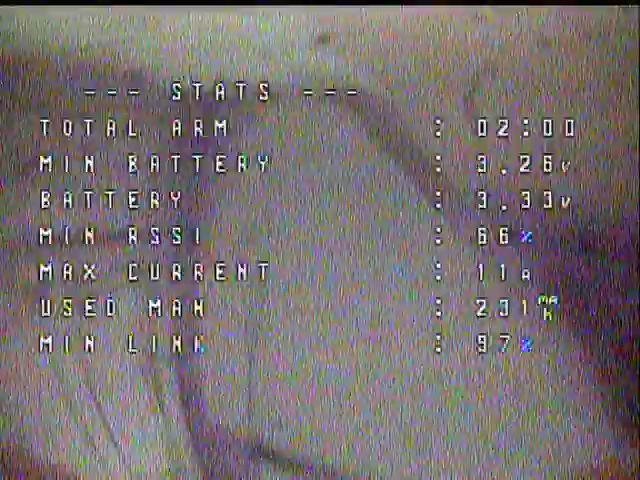 --- STATS ---
TOTAL ARM : 02:00
MIN BATTERY : 3.26V
BATTERY : 3.33V
MIN RSSI : 66%
MAX CURRENT : 11A
USED MAH : 231 MAH
MIN LINK : 97%